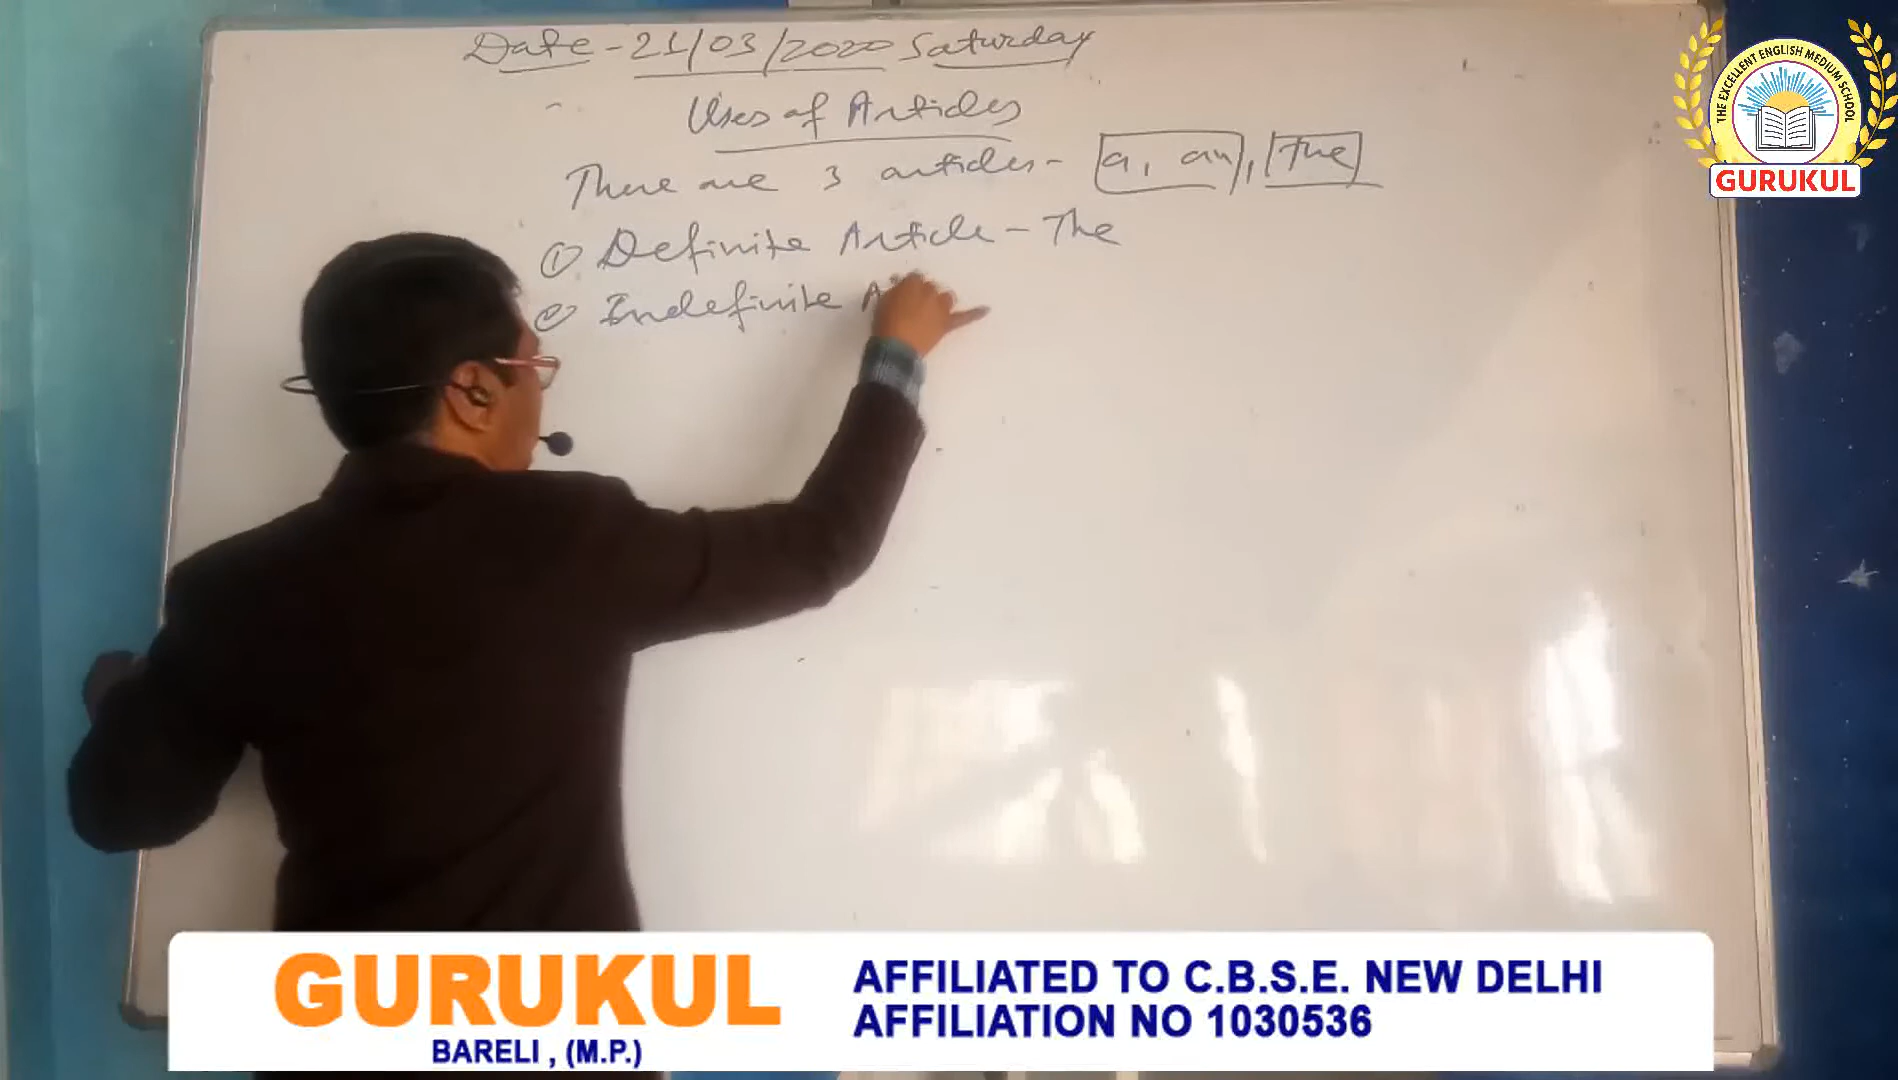 Date - 21/03/2020 Saturday
Uses of Articles
There are 3 articles - a, an, the
① Definite Article - The
② Indefinite A
THE EXCELLENT ENGLISH MEDIUM SCHOOL
GURUKUL
GURUKUL
BARELI , (M.P.)
AFFILIATED TO C.B.S.E. NEW DELHI
AFFILIATION NO 1030536